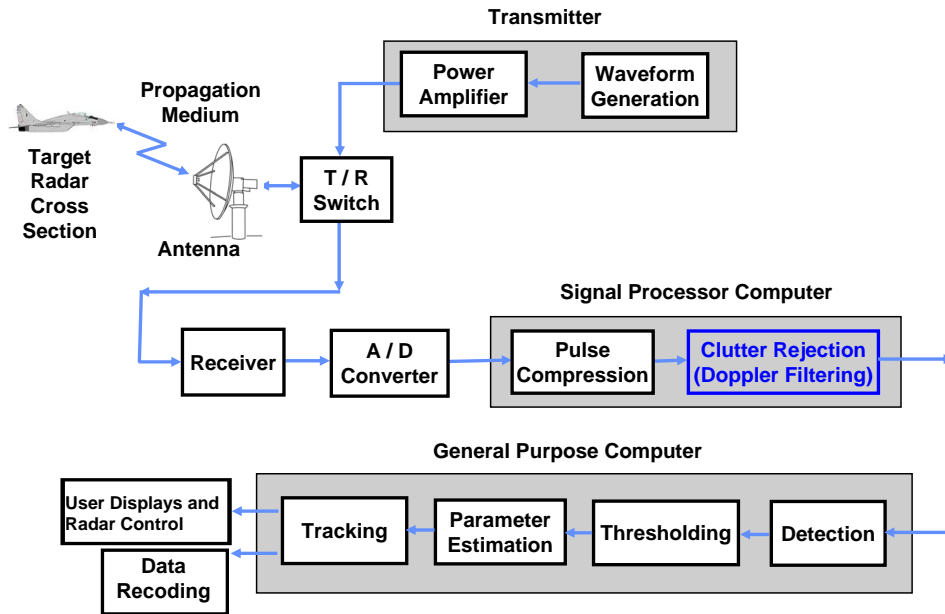 Transmitter
Power
Amplifier
Waveform
Generation
Propagation
Medium
Target
Radar
Cross
Section
Antenna
T / R
Switch
Signal Processor Computer
Receiver
A / D
Converter
Pulse
Compression
Clutter Rejection
(Doppler Filtering)
General Purpose Computer
User Displays and
Radar Control
Tracking
Parameter
Estimation
Thresholding
Detection
Data
Recoding